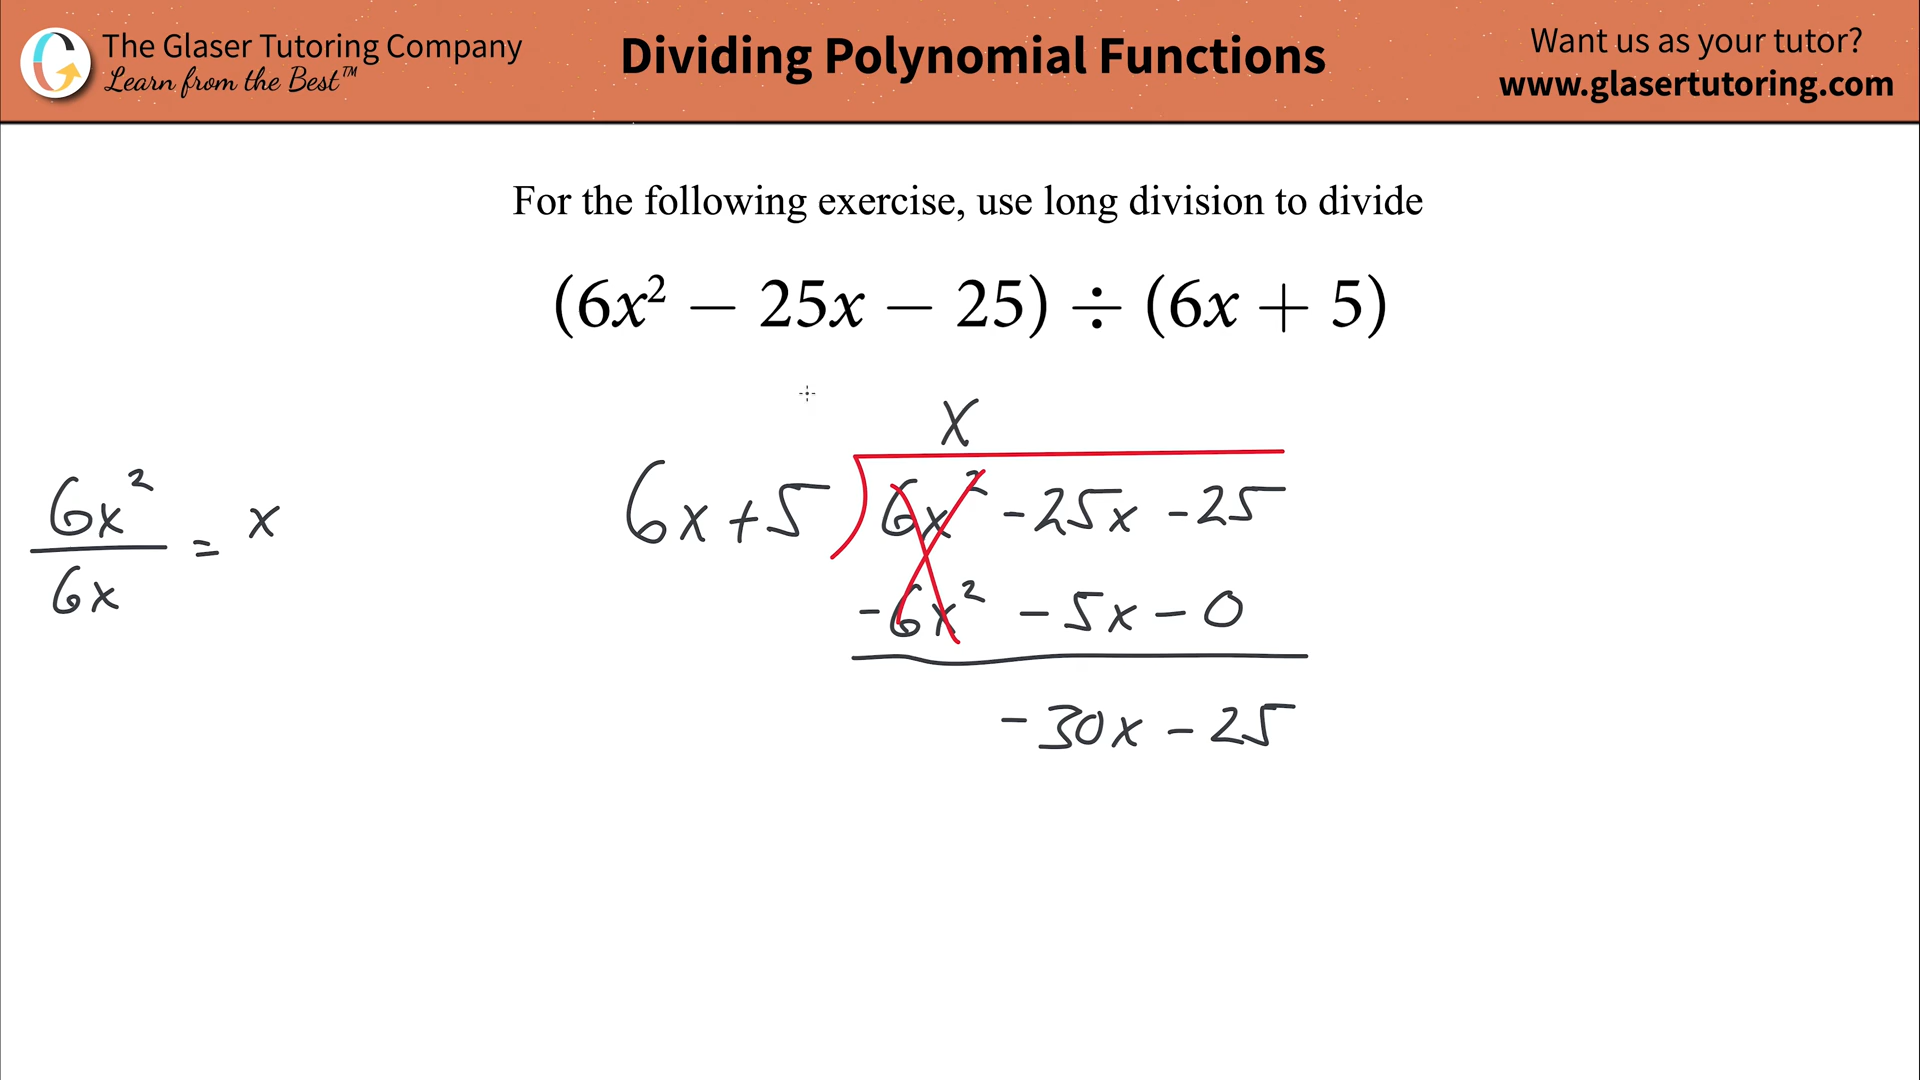 The Glaser Tutoring Company
Learn from the Best™
Dividing Polynomial Functions
Want us as your tutor?
www.glasertutoring.com
For the following exercise, use long division to divide
(6x² − 25x − 25) ÷ (6x + 5)
x
6x+5 ) 6x² -25x -25
-6x² - 5x - 0
-30x - 25
6x²/6x = x